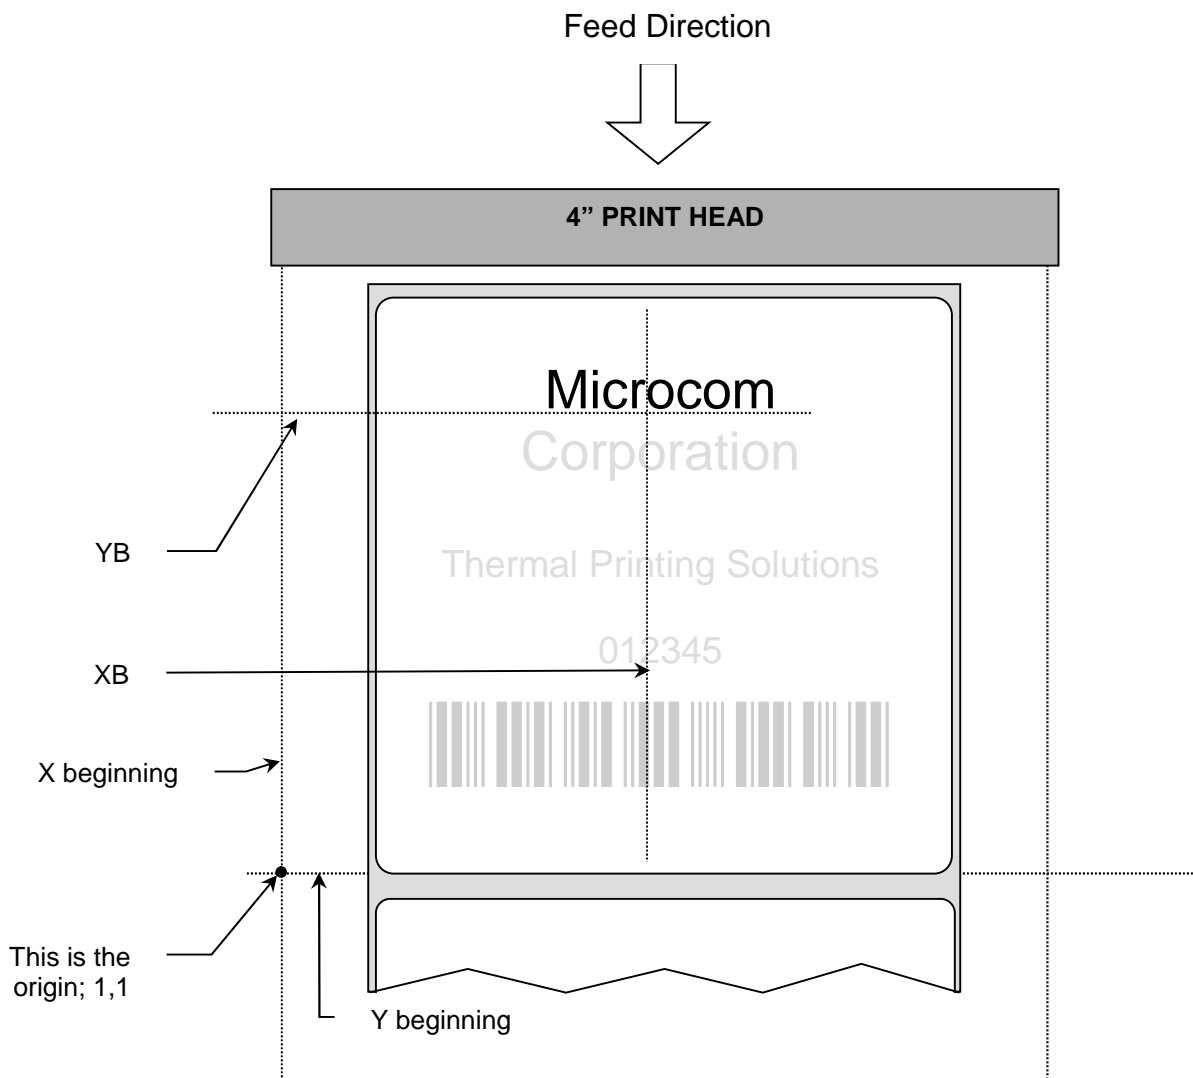 Feed Direction
4” PRINT HEAD
Microcom
Corporation
YB
Thermal Printing Solutions
012345
XB
X beginning
This is the
origin; 1,1
Y beginning